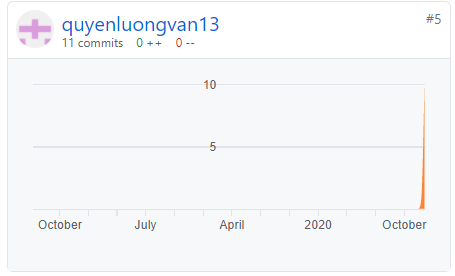 quyenluongvan13
#5
11 commits 0 ++ 0 --
10
5
October July April 2020 October